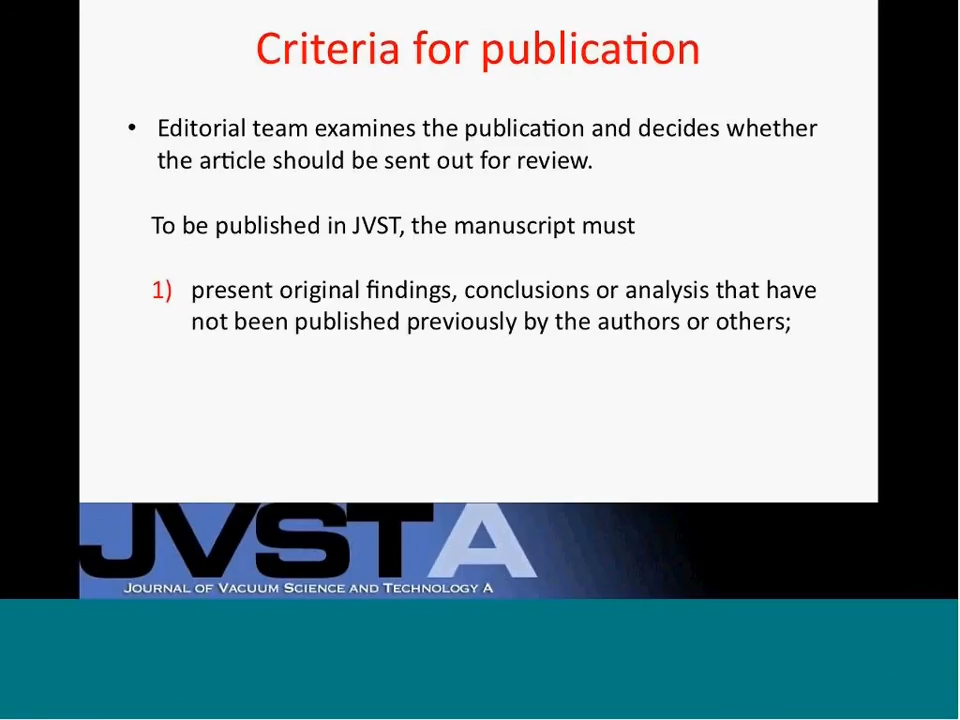 Criteria for publication
• Editorial team examines the publication and decides whether
the article should be sent out for review.
To be published in JVST, the manuscript must
1) present original findings, conclusions or analysis that have
not been published previously by the authors or others;
JVSTA
JOURNAL OF VACUUM SCIENCE AND TECHNOLOGY A